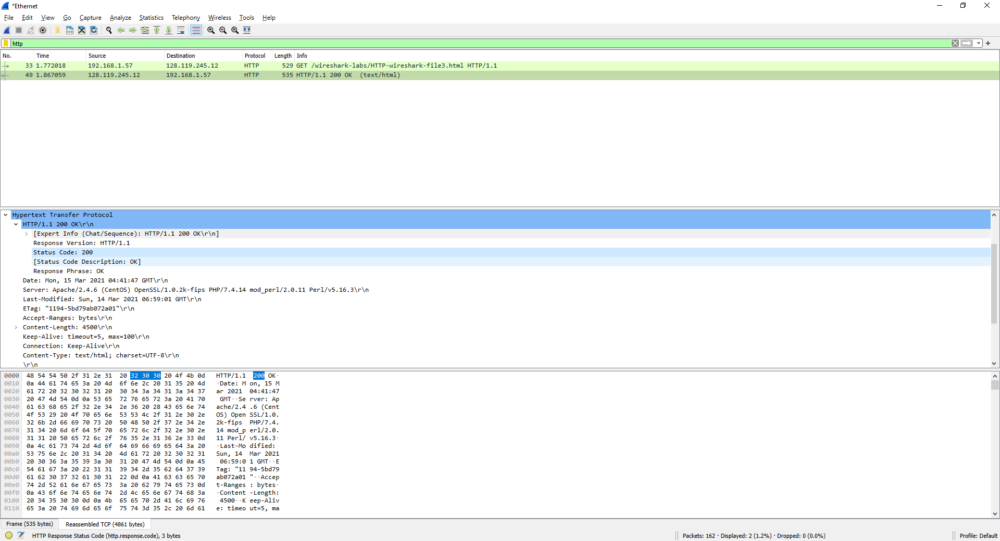 *Ethernet
File Edit View Go Capture Analyze Statistics Telephony Wireless Tools Help
http
No. Time Source Destination Protocol Length Info
33 1.772018 192.168.1.57 128.119.245.12 HTTP 529 GET /wireshark-labs/HTTP-wireshark-file3.html HTTP/1.1
49 1.867059 128.119.245.12 192.168.1.57 HTTP 535 HTTP/1.1 200 OK (text/html)
Hypertext Transfer Protocol
HTTP/1.1 200 OK\r\n
[Expert Info (Chat/Sequence): HTTP/1.1 200 OK\r\n]
Response Version: HTTP/1.1
Status Code: 200
[Status Code Description: OK]
Response Phrase: OK
Date: Mon, 15 Mar 2021 04:41:47 GMT\r\n
Server: Apache/2.4.6 (CentOS) OpenSSL/1.0.2k-fips PHP/7.4.14 mod_perl/2.0.11 Perl/v5.16.3\r\n
Last-Modified: Sun, 14 Mar 2021 06:59:01 GMT\r\n
ETag: "1194-5bd79ab072a01"\r\n
Accept-Ranges: bytes\r\n
Content-Length: 4500\r\n
Keep-Alive: timeout=5, max=100\r\n
Connection: Keep-Alive\r\n
Content-Type: text/html; charset=UTF-8\r\n
\r\n
0000 48 54 54 50 2f 31 2e 31 20 32 30 30 20 4f 4b 0d HTTP/1.1 200 OK·
0010 0a 44 61 74 65 3a 20 4d 6f 6e 2c 20 31 35 20 4d ·Date: M on, 15 M
0020 61 72 20 32 30 32 31 20 30 34 3a 34 31 3a 34 37 ar 2021 04:41:47
0030 20 47 4d 54 0d 0a 53 65 72 76 65 72 3a 20 41 70 GMT··Se rver: Ap
0040 61 63 68 65 2f 32 2e 34 2e 36 20 28 43 65 6e 74 ache/2.4 .6 (Cent
0050 4f 53 29 20 4f 70 65 6e 53 53 4c 2f 31 2e 30 2e OS) Open SSL/1.0.
0060 32 6b 2d 66 69 70 73 20 50 48 50 2f 37 2e 34 2e 2k-fips PHP/7.4.
0070 31 34 20 6d 6f 64 5f 70 65 72 6c 2f 32 2e 30 2e 14 mod_p erl/2.0.
0080 31 31 20 50 65 72 6c 2f 76 35 2e 31 36 2e 33 0d 11 Perl/ v5.16.3·
0090 0a 4c 61 73 74 2d 4d 6f 64 69 66 69 65 64 3a 20 ·Last-Mo dified:
00a0 53 75 6e 2c 20 31 34 20 4d 61 72 20 32 30 32 31 Sun, 14 Mar 2021
00b0 20 30 36 3a 35 39 3a 30 31 20 47 4d 54 0d 0a 45 06:59:0 1 GMT··E
00c0 54 61 67 3a 20 22 31 31 39 34 2d 35 62 64 37 39 Tag: "11 94-5bd79
00d0 61 62 30 37 32 61 30 31 22 0d 0a 41 63 63 65 70 ab072a01 "··Accep
00e0 74 2d 52 61 6e 67 65 73 3a 20 62 79 74 65 73 0d t-Ranges : bytes·
00f0 0a 43 6f 6e 74 65 6e 74 2d 4c 65 6e 67 74 68 3a ·Content -Length:
0100 20 34 35 30 30 0d 0a 4b 65 65 70 2d 41 6c 69 76 4500··K eep-Aliv
0110 65 3a 20 74 69 6d 65 6f 75 74 3d 35 2c 20 6d 61 e: timeo ut=5, ma
Frame (535 bytes) Reassembled TCP (4861 bytes)
HTTP Response Status Code (http.response.code), 3 bytes Packets: 162 · Displayed: 2 (1.2%) · Dropped: 0 (0.0%) Profile: Default